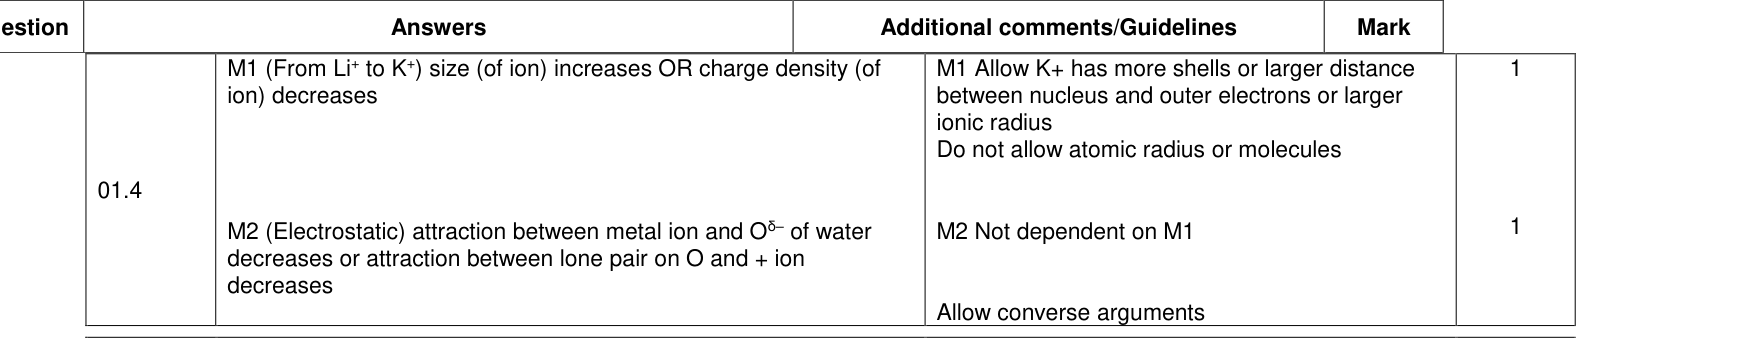 estion Answers Additional comments/Guidelines Mark
M1 (From Li⁺ to K⁺) size (of ion) increases OR charge density (of
ion) decreases
M1 Allow K+ has more shells or larger distance
between nucleus and outer electrons or larger
ionic radius
Do not allow atomic radius or molecules
1
01.4
M2 (Electrostatic) attraction between metal ion and Oᵟ⁻ of water
decreases or attraction between lone pair on O and + ion
decreases
M2 Not dependent on M1
Allow converse arguments
1